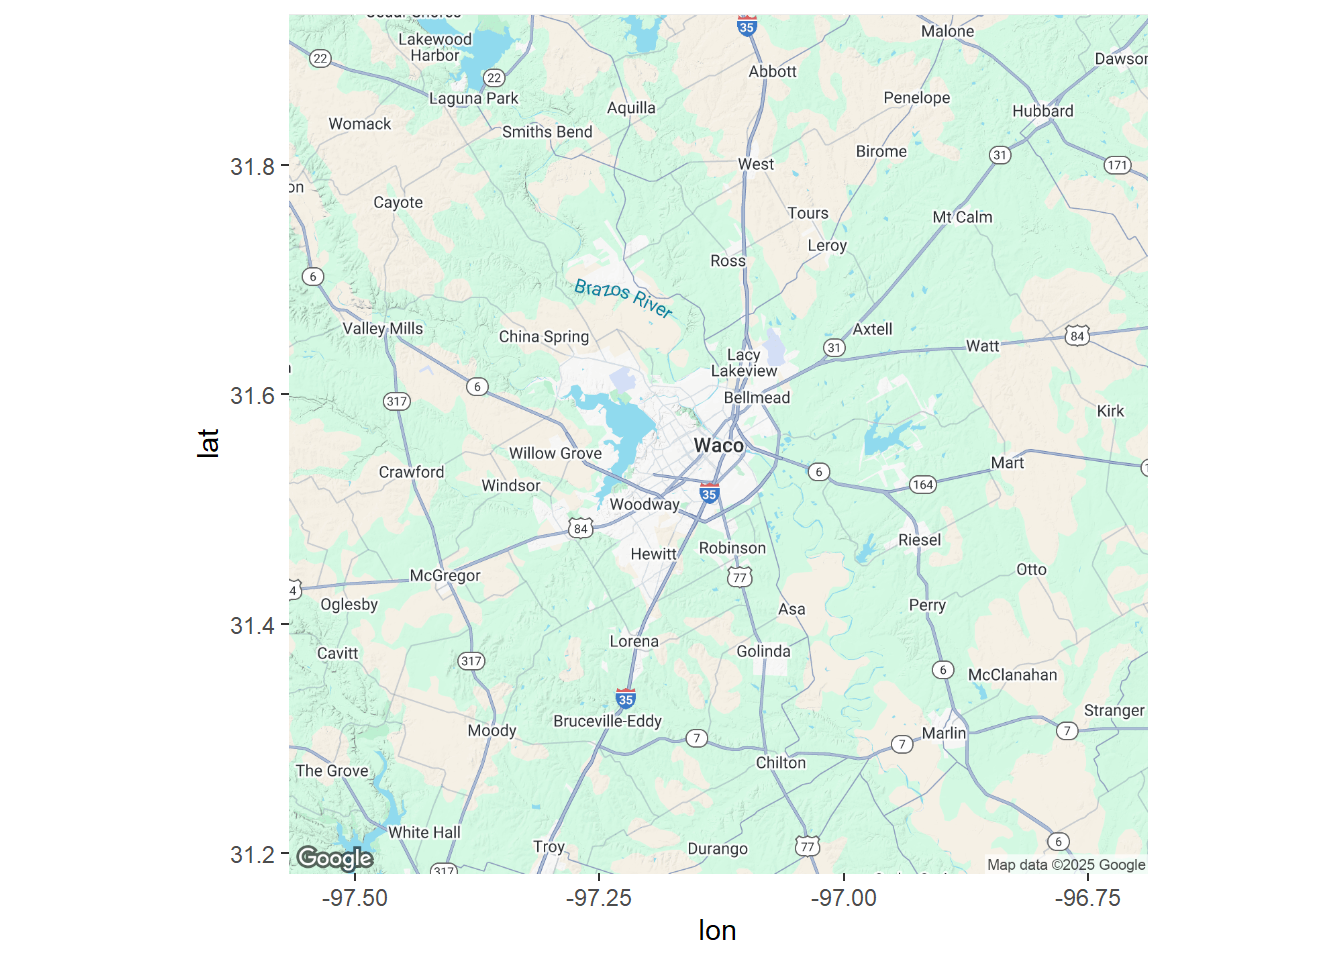 35
Malone
Lakewood
Harbor
22
Dawson
Abbott
22
Laguna Park
Penelope
Aquilla
Hubbard
Womack
Smiths Bend
Birome
31
West
171
31.8
on
Cayote
Tours
Mt Calm
Leroy
Ross
6
Brazos River
Valley Mills
China Spring
Axtell
84
31
Watt
Lacy
Lakeview
6
31.6
317
Bellmead
Kirk
lat
Waco
Willow Grove
Mart
Crawford
6
Windsor
164
35
Woodway
84
Riesel
Hewitt
Robinson
McGregor
77
Otto
4
Oglesby
Perry
Asa
31.4
Lorena
Cavitt
Golinda
317
6
McClanahan
35
Stranger
Bruceville-Eddy
Moody
7
Marlin
7
7
Chilton
The Grove
White Hall
6
Troy
77
Durango
31.2
Google
317
Map data ©2025 Google
-97.50
-97.25
-97.00
-96.75
lon